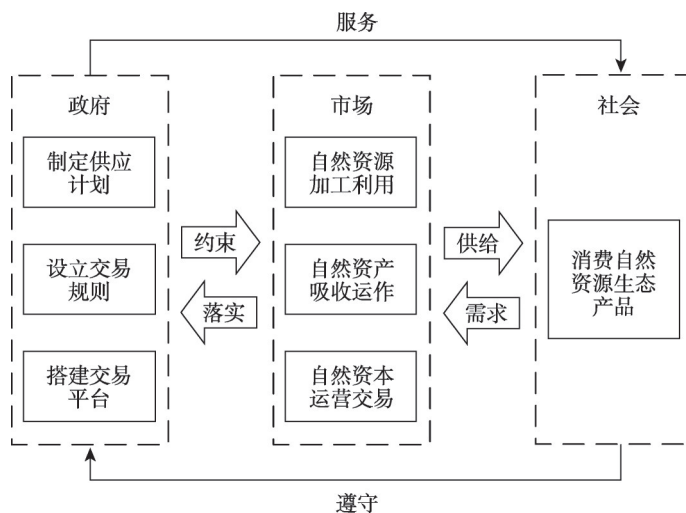 服务
政府
制定供应
计划
设立交易
规则
搭建交易
平台
约束
落实
市场
自然资源
加工利用
自然资产
吸收运作
自然资本
运营交易
供给
需求
社会
消费自然
资源生态
产品
遵守